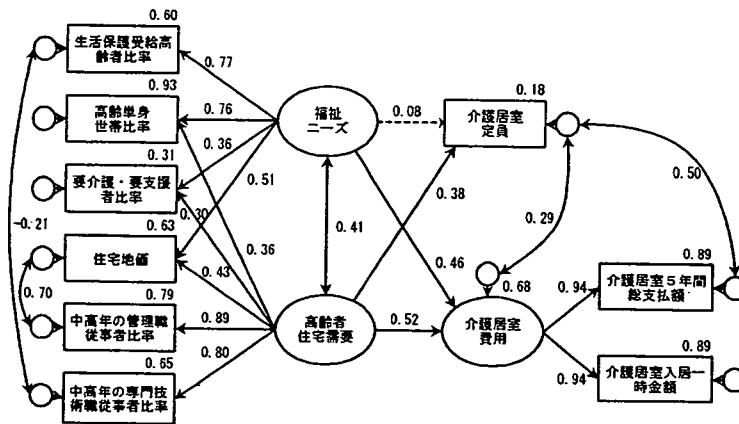 0.60
生活保護受給高
齢者比率
0.77
0.93
高齢単身
世帯比率
0.76
福祉
ニーズ
0.08
0.18
介護居室
定員
0.36
0.31
要介護・要支援
者比率
0.51
0.38
0.50
-0.21
0.30
0.63
住宅地価
0.36
0.41
0.29
0.43
0.46
0.89
介護居室5年間
総支払額
0.70
0.79
中高年の管理職
従事者比率
0.89
高齢者
住宅需要
0.52
0.68
介護居室
費用
0.94
0.65
中高年の専門技
術職従事者比率
0.80
0.94
0.89
介護居室入居一
時金額